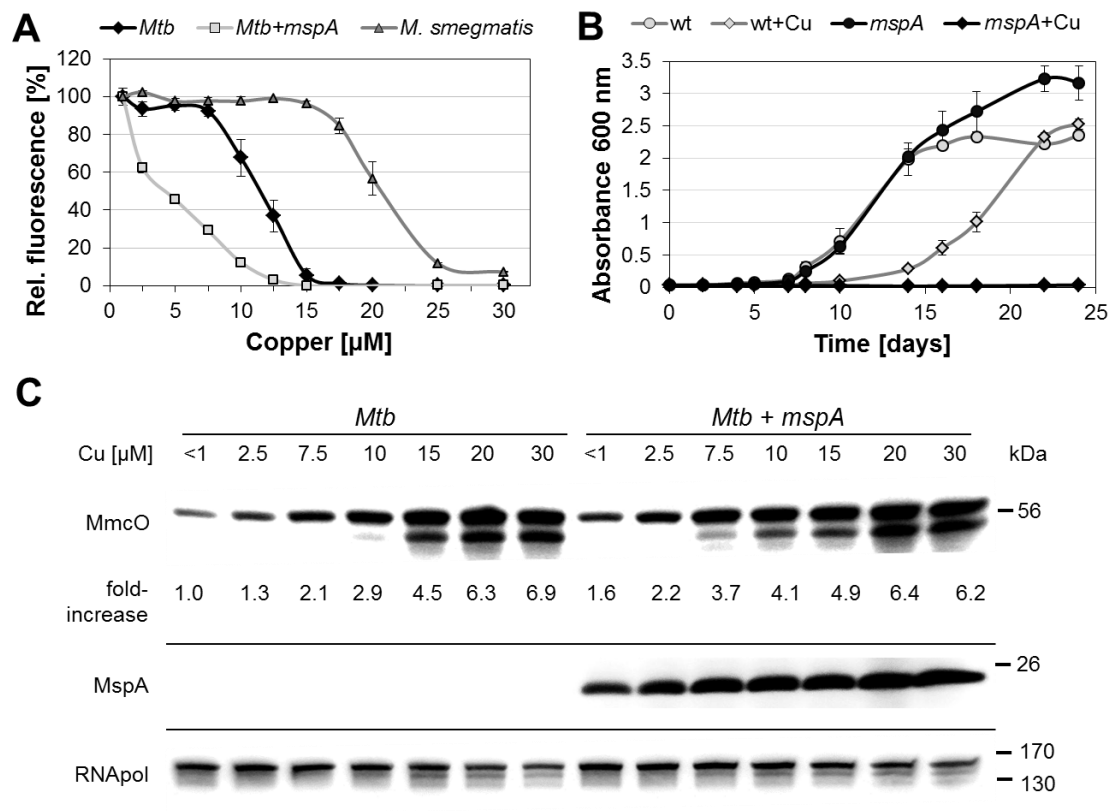 A
Mtb Mtb+mspA M. smegmatis
Rel. fluorescence [%]
120
100
80
60
40
20
0
0 5 10 15 20 25 30
Copper [µM]
B
wt wt+Cu mspA mspA+Cu
Absorbance 600 nm
3.5
3
2.5
2
1.5
1
0.5
0
0 5 10 15 20 25
Time [days]
C
Mtb Mtb + mspA
Cu [µM] <1 2.5 7.5 10 15 20 30 <1 2.5 7.5 10 15 20 30 kDa
MmcO 56
fold-
increase 1.0 1.3 2.1 2.9 4.5 6.3 6.9 1.6 2.2 3.7 4.1 4.9 6.4 6.2
MspA 26
RNApol 170
130